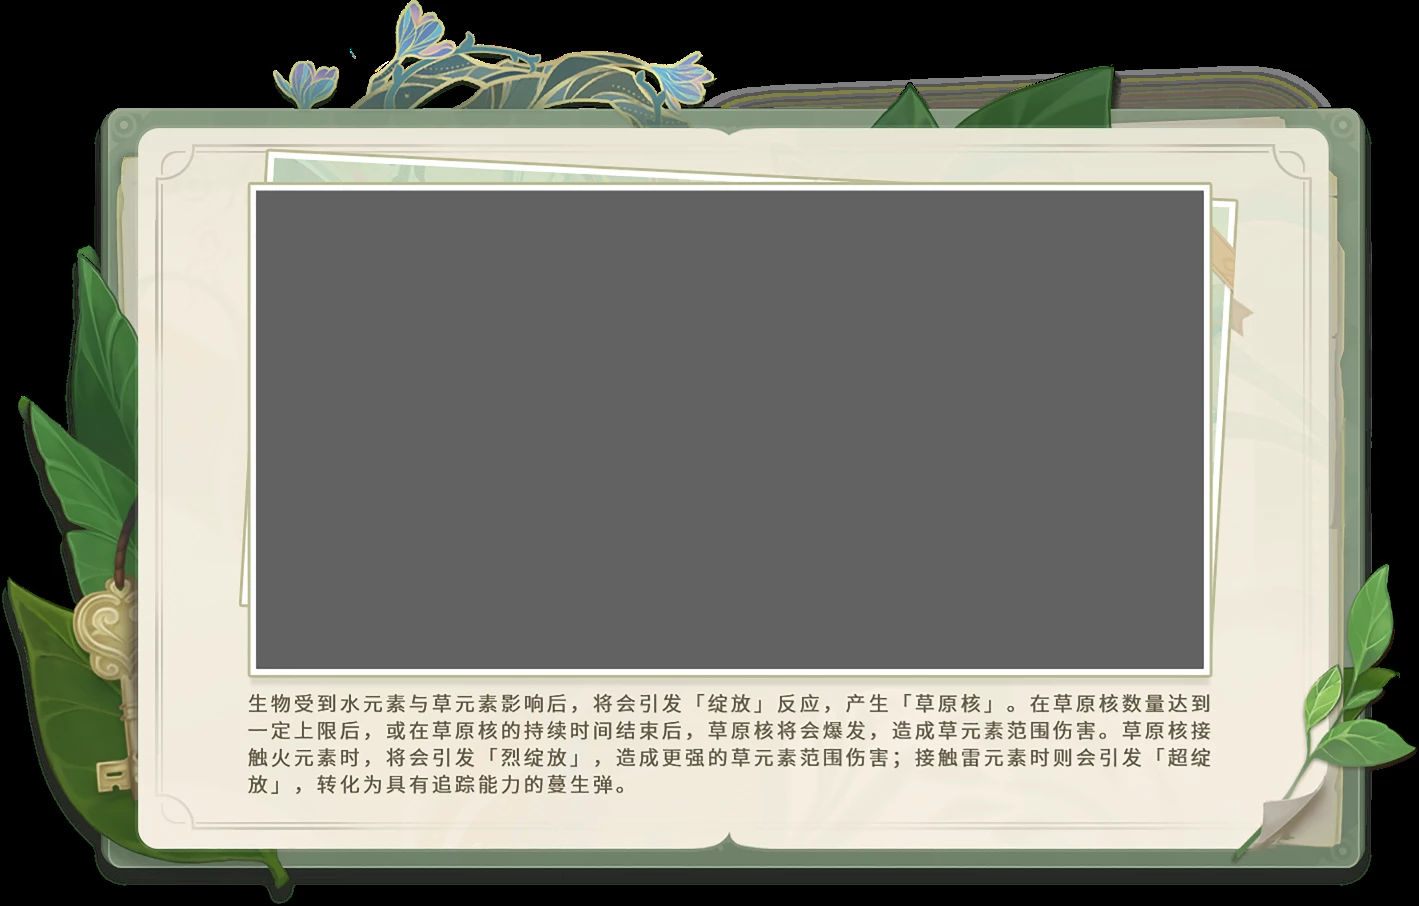 生物受到水元素与草元素影响后，将会引发「绽放」反应，产生「草原核」。在草原核数量达到
一定上限后，或在草原核的持续时间结束后，草原核将会爆发，造成草元素范围伤害。草原核接
触火元素时，将会引发「烈绽放」，造成更强的草元素范围伤害；接触雷元素时则会引发「超绽
放」，转化为具有追踪能力的蔓生弹。